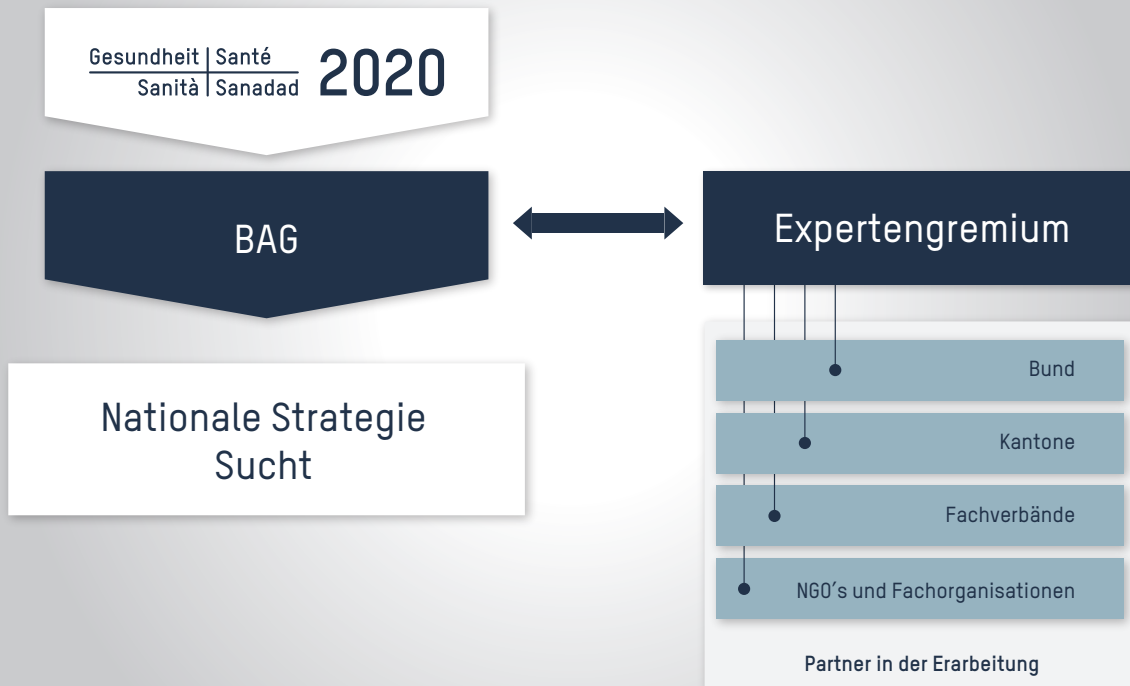 Gesundheit Santé
Sanità Sanadad
2020
BAG
Expertengremium
Nationale Strategie
Sucht
Bund
Kantone
Fachverbände
NGO's und Fachorganisationen
Partner in der Erarbeitung